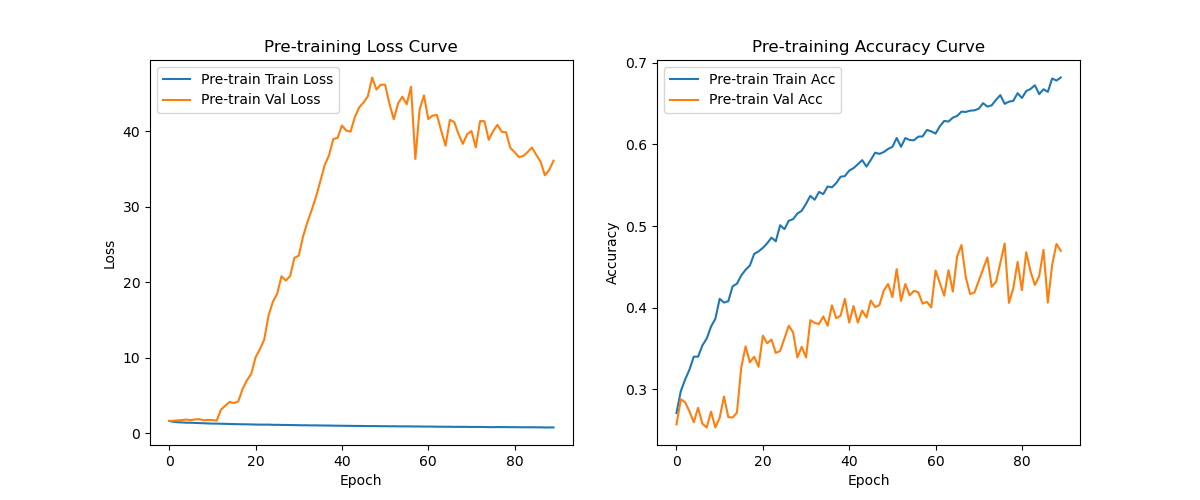 Pre-training Loss Curve
Pre-train Train Loss
Pre-train Val Loss
Loss
40
30
20
10
0
0 20 40 60 80
Epoch
Pre-training Accuracy Curve
Pre-train Train Acc
Pre-train Val Acc
Accuracy
0.7
0.6
0.5
0.4
0.3
0 20 40 60 80
Epoch